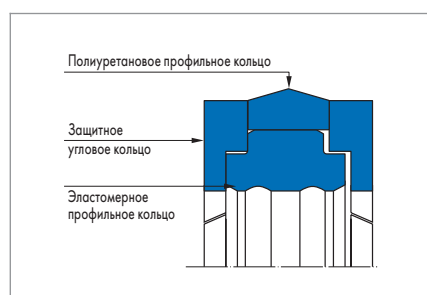 Полиуретановое профильное кольцо
Защитное
угловое кольцо
Эластомерное
профильное кольцо